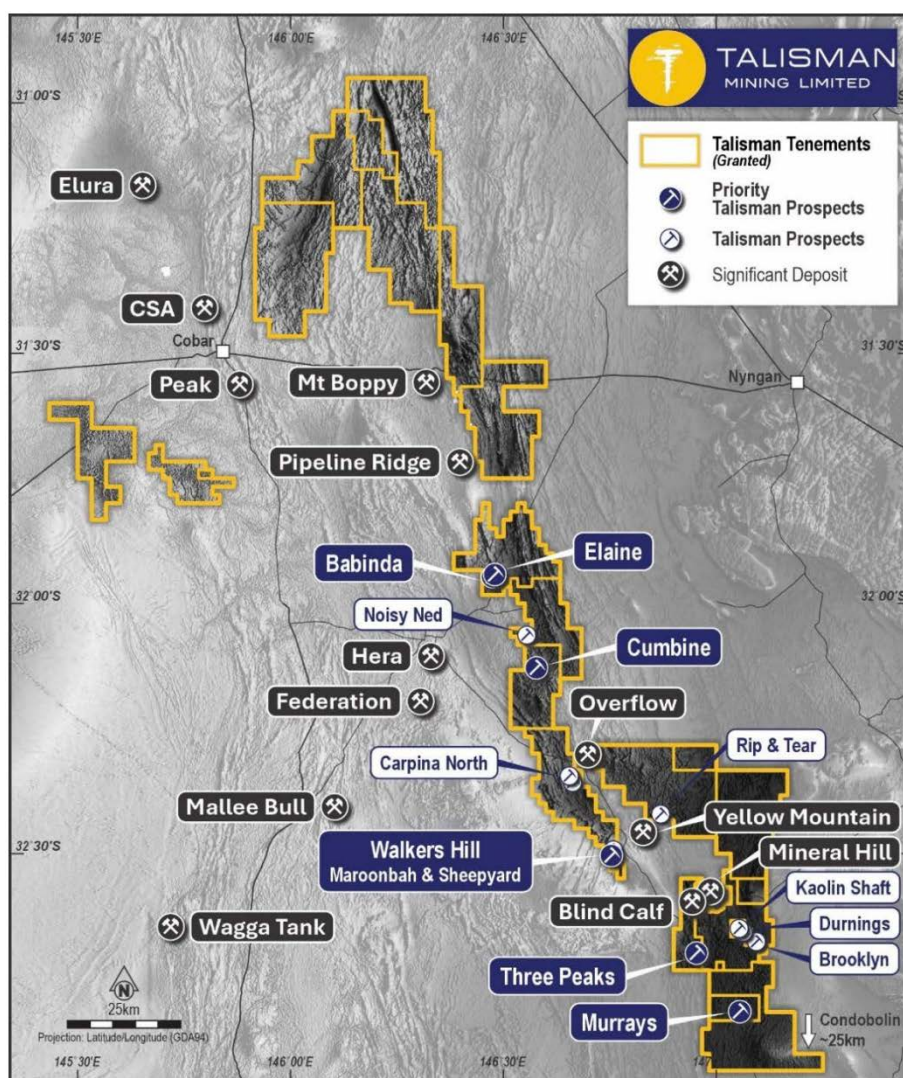 145 30'E
146 00'E
146 30'E
TALISMAN
MINING LIMITED
31°00'S
31°00'S
Talisman Tenements
(Granted)
Priority
Talisman Prospects
Talisman Prospects
Significant Deposit
Elura
CSA
Cobar
31°30'S
31°30'S
Peak
Mt Boppy
Nyngan
Pipeline Ridge
Babinda
Elaine
32°00'S
32°00'S
Noisy Ned
Hera
Cumbine
Federation
Overflow
Carpina North
Rip & Tear
Mallee Bull
Yellow Mountain
32°30'S
Walkers Hill
Maroonbah & Sheepyard
Mineral Hill
Kaolin Shaft
Blind Calf
Durnings
Wagga Tank
Brooklyn
Three Peaks
N
25km
Projection: Latitude/Longitude (GDA94)
Murrays
Condobolin
~25km
145°30'E
146°00'E
146°30'E